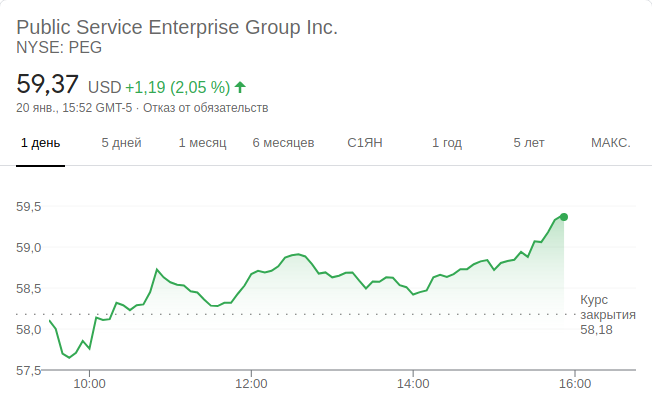 Public Service Enterprise Group Inc.
NYSE: PEG
59,37 USD +1,19 (2,05 %)
20 янв., 15:52 GMT-5 · Отказ от обязательств
1 день 5 дней 1 месяц 6 месяцев С1ЯН 1 год 5 лет МАКС.
59,5
59,0
58,5
58,0
57,5
Курс
закрытия
58,18
10:00 12:00 14:00 16:00